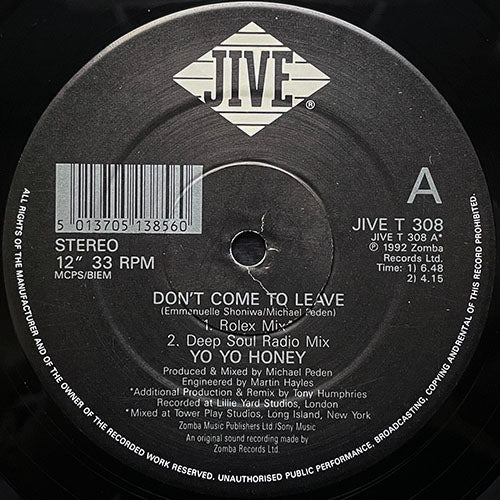 JIVE
®
5 013705 138560
STEREO
12" 33 RPM
MCPS/BIEM
A
JIVE T 308
JIVE T 308 A*
℗ 1992 Zomba
Records Ltd.
Time: 1) 6.48
2) 4.15
DON'T COME TO LEAVE
(Emmanuelle Shoniwa/Michael Peden)
1. Rolex Mix*
2. Deep Soul Radio Mix
YO YO HONEY
Produced & Mixed by Michael Peden
Engineered by Martin Hayles
*Additional Production & Remix by Tony Humphries
Recorded at Lillie Yard Studios, London
*Mixed at Tower Play Studios, Long Island, New York
Zomba Music Publishers Ltd/Sony Music
An original sound recording made by
Zomba Records Ltd.
ALL RIGHTS OF THE MANUFACTURER AND OF THE OWNER OF THE RECORDED WORK RESERVED. UNAUTHORISED PUBLIC PERFORMANCE, BROADCASTING, COPYING AND RENTAL OF THIS RECORD PROHIBITED.